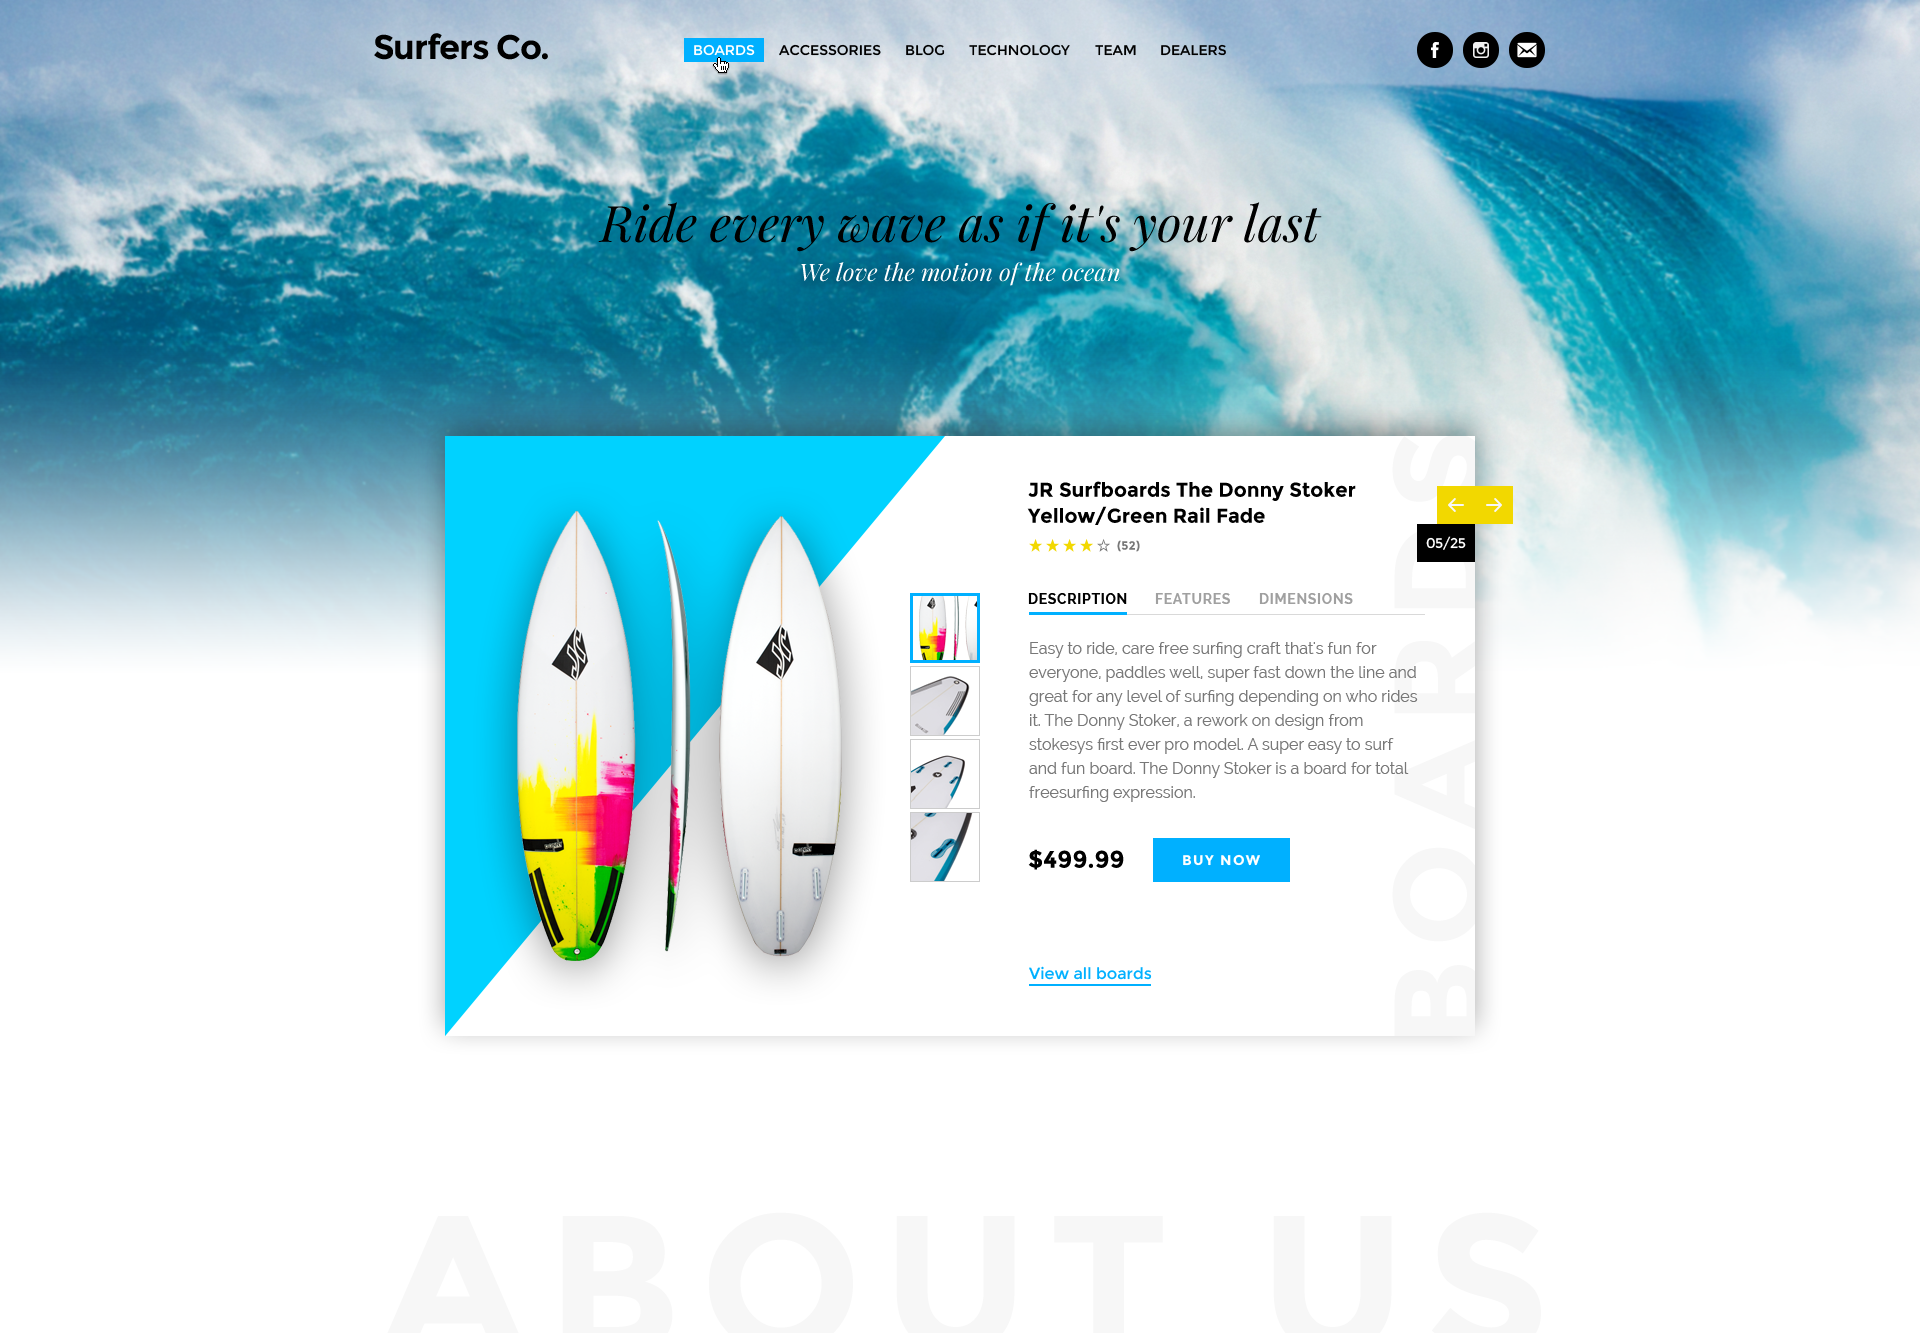 Surfers Co.
BOARDS ACCESSORIES BLOG TECHNOLOGY TEAM DEALERS
Ride every wave as if it's your last
We love the motion of the ocean
JR Surfboards The Donny Stoker
Yellow/Green Rail Fade
(52)
05/25
DESCRIPTION FEATURES DIMENSIONS
Easy to ride, care free surfing craft that's fun for
everyone, paddles well, super fast down the line and
great for any level of surfing depending on who rides
it. The Donny Stoker, a rework on design from
stokesys first ever pro model. A super easy to surf
and fun board. The Donny Stoker is a board for total
freesurfing expression.
$499.99 BUY NOW
View all boards
BOARDS
ABOUT US